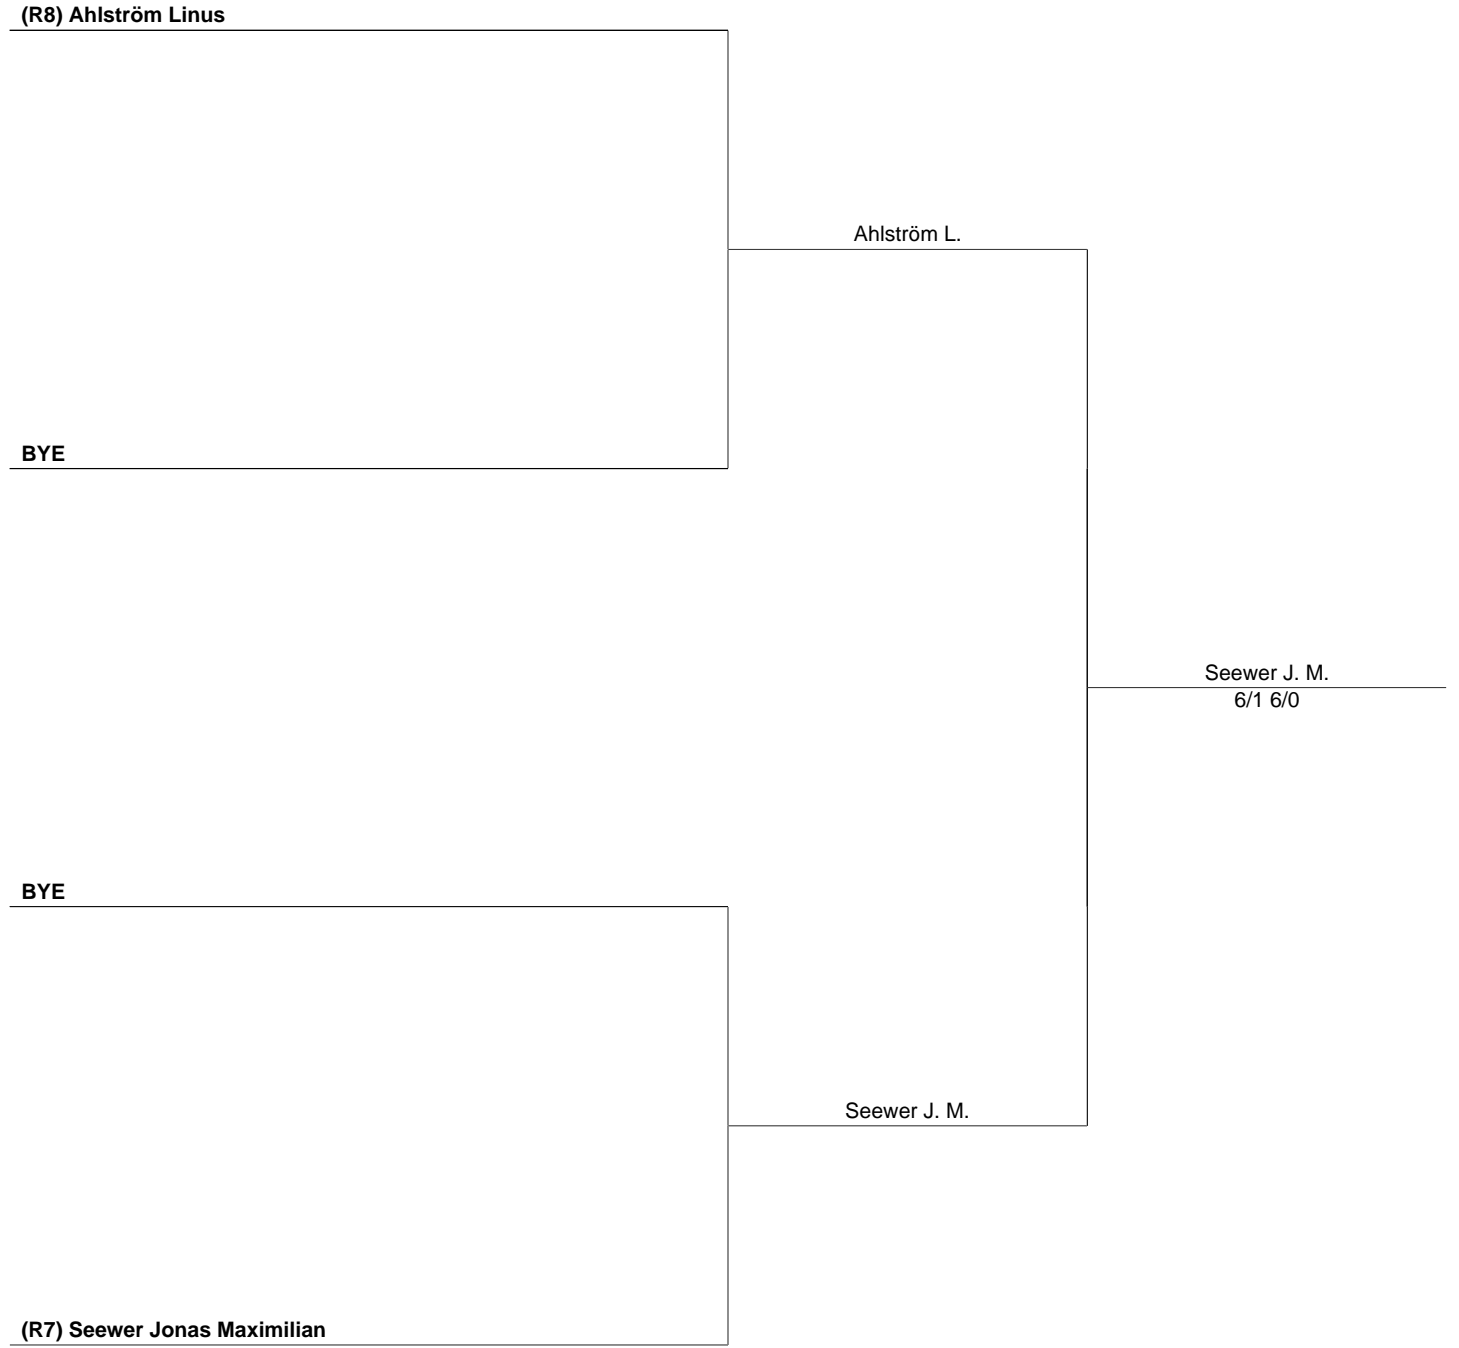 (R8) Ahlström Linus
Ahlström L.
BYE
Seewer J. M.
6/1 6/0
BYE
Seewer J. M.
(R7) Seewer Jonas Maximilian